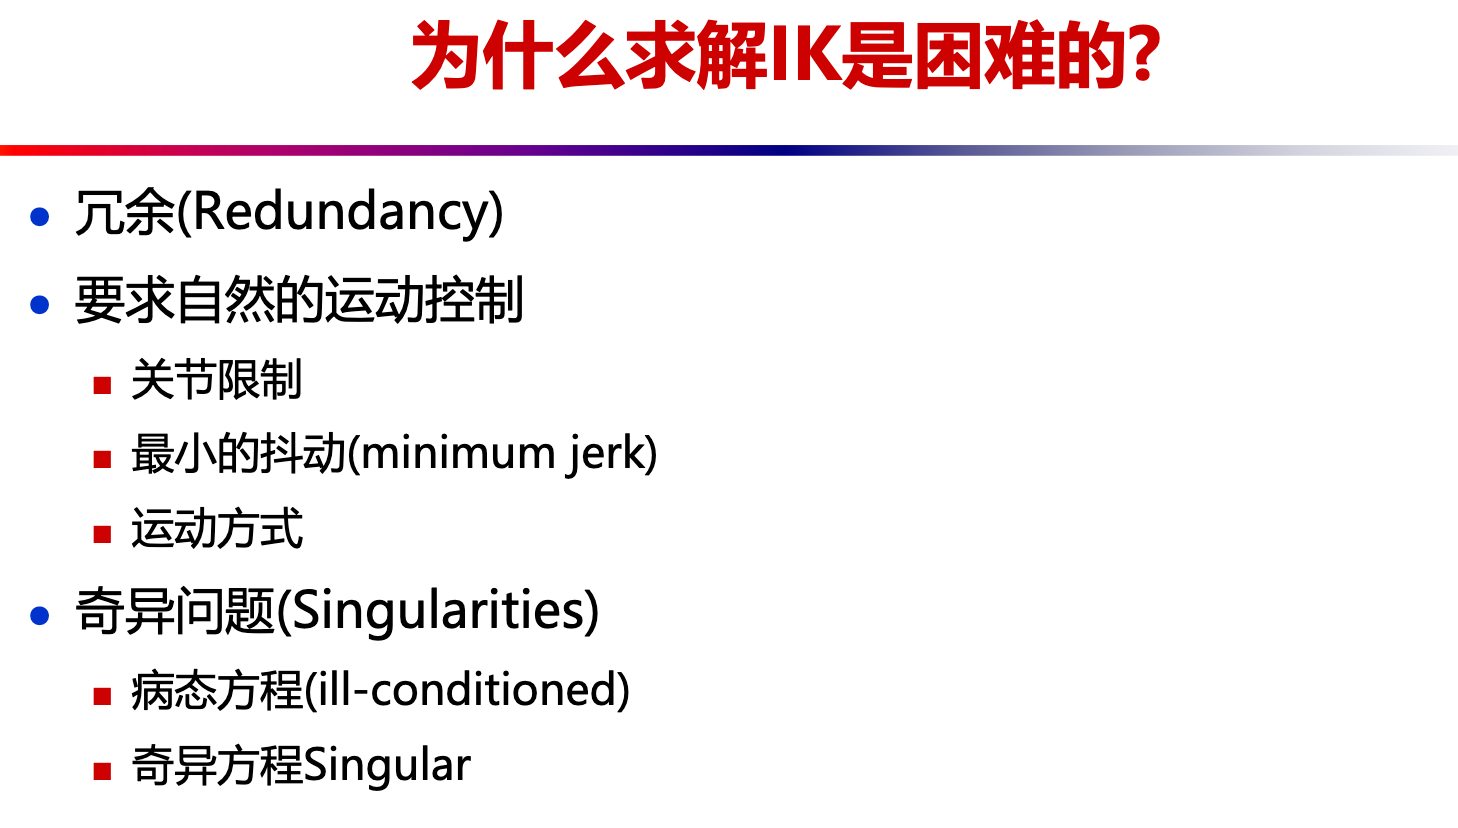 为什么求解IK是困难的?
冗余(Redundancy)
要求自然的运动控制
关节限制
最小的抖动(minimum jerk)
运动方式
奇异问题(Singularities)
病态方程(ill-conditioned)
奇异方程Singular